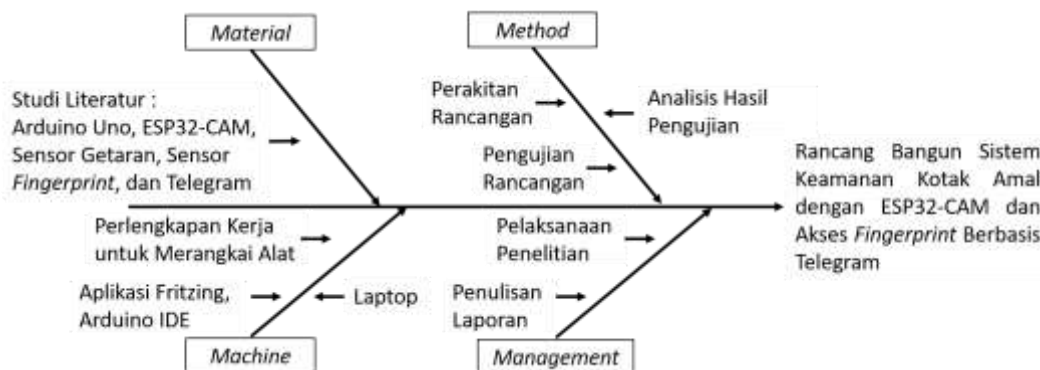 Material
Method
Studi Literatur :
Arduino Uno, ESP32-CAM,
Sensor Getaran, Sensor
Fingerprint, dan Telegram
Perakitan
Rancangan
Analisis Hasil
Pengujian
Pengujian
Rancangan
Rancang Bangun Sistem
Keamanan Kotak Amal
dengan ESP32-CAM dan
Akses Fingerprint Berbasis
Telegram
Perlengkapan Kerja
untuk Merangkai Alat
Aplikasi Fritzing,
Arduino IDE
Laptop
Pelaksanaan
Penelitian
Penulisan
Laporan
Machine
Management